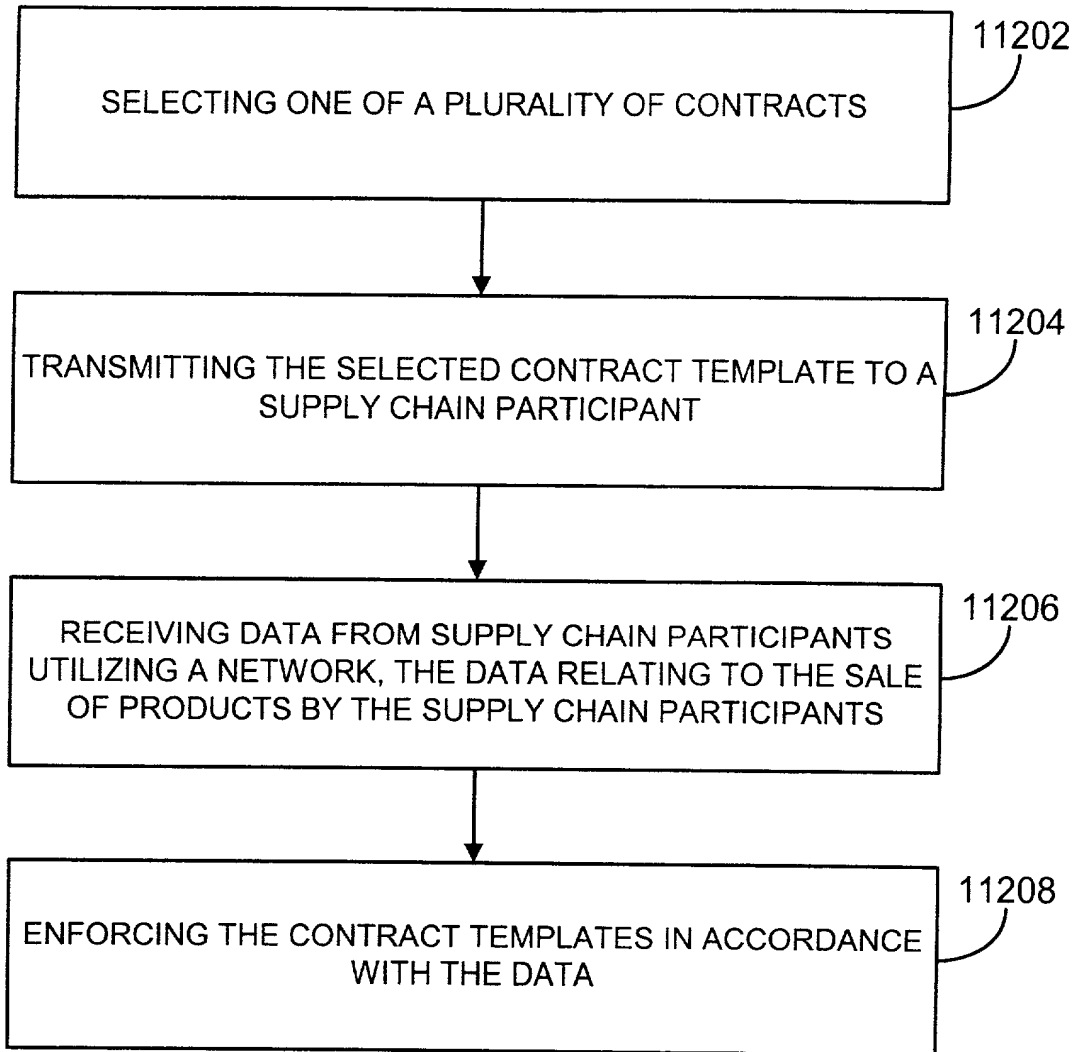 11202
SELECTING ONE OF A PLURALITY OF CONTRACTS
11204
TRANSMITTING THE SELECTED CONTRACT TEMPLATE TO A
SUPPLY CHAIN PARTICIPANT
11206
RECEIVING DATA FROM SUPPLY CHAIN PARTICIPANTS
UTILIZING A NETWORK, THE DATA RELATING TO THE SALE
OF PRODUCTS BY THE SUPPLY CHAIN PARTICIPANTS
11208
ENFORCING THE CONTRACT TEMPLATES IN ACCORDANCE
WITH THE DATA